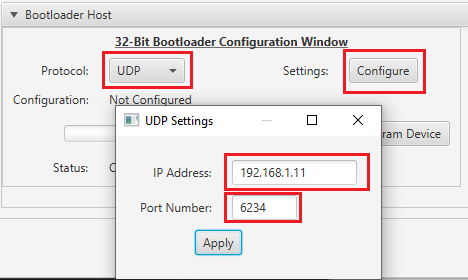 Bootloader Host
32-Bit Bootloader Configuration Window
Protocol: UDP Settings: Configure
Configuration: Not Configured
UDP Settings
Device
Status:
IP Address: 192.168.1.11
Port Number: 6234
Apply